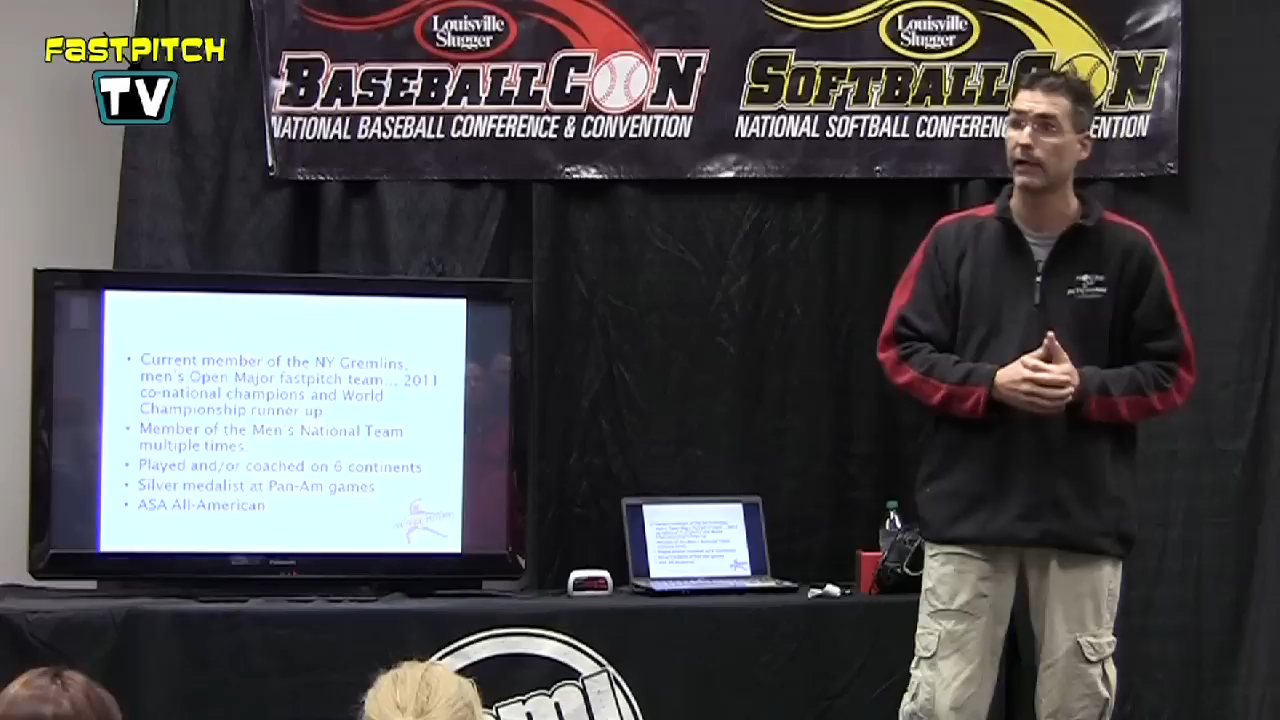 FASTPITCH
TV
Louisville
Slugger
BASEBALLCON
NATIONAL BASEBALL CONFERENCE & CONVENTION
Louisville
Slugger
SOFTBALLCON
NATIONAL SOFTBALL CONFEREN ENTION
• Current member of the NY Gremlins,
men's Open Major fastpitch team... 2011
co-national champions and World
Championship runner up
• Member of the Men's National Team
multiple times
• Played and/or coached on 6 continents
• Silver medalist at Pan-Am games
• ASA All-American
Panasonic